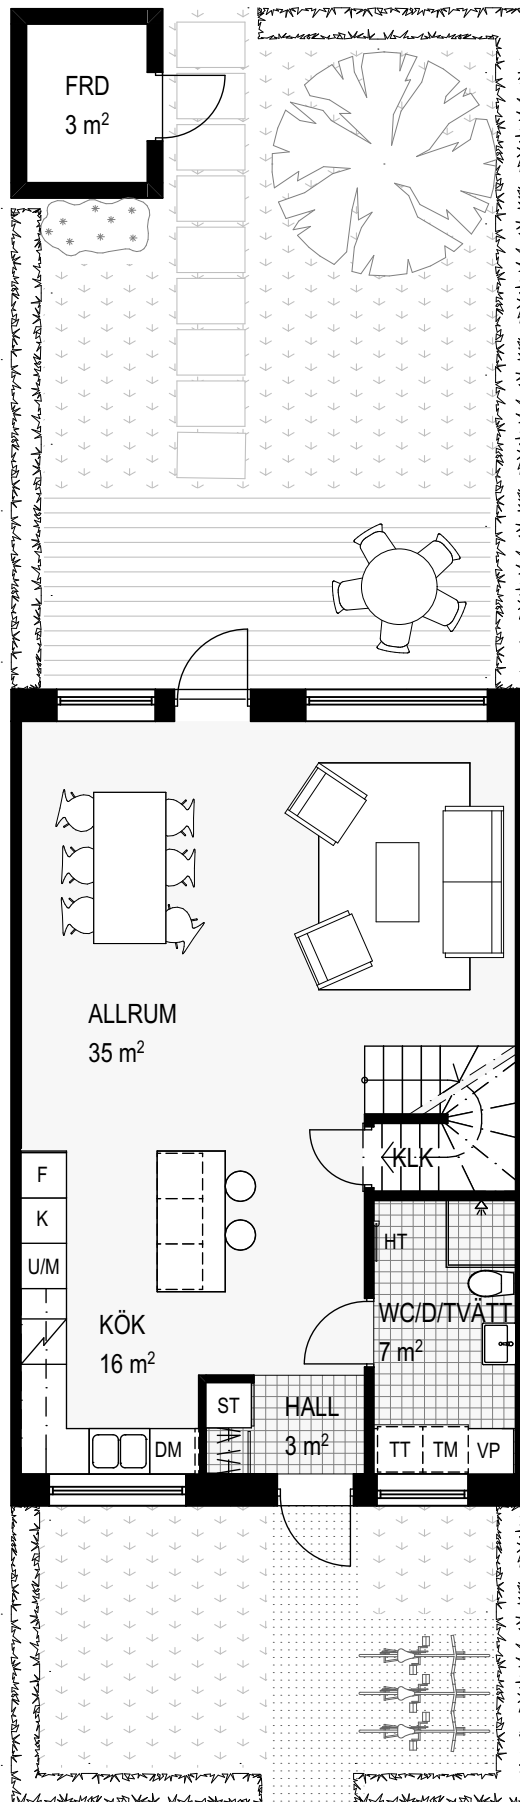 FRD
3 m²
ALLRUM
35 m²
KLK
F
K
U/M
HT
KÖK
16 m²
WC/D/TVÄTT
7 m²
ST
HALL
3 m²
DM
TT
TM
VP